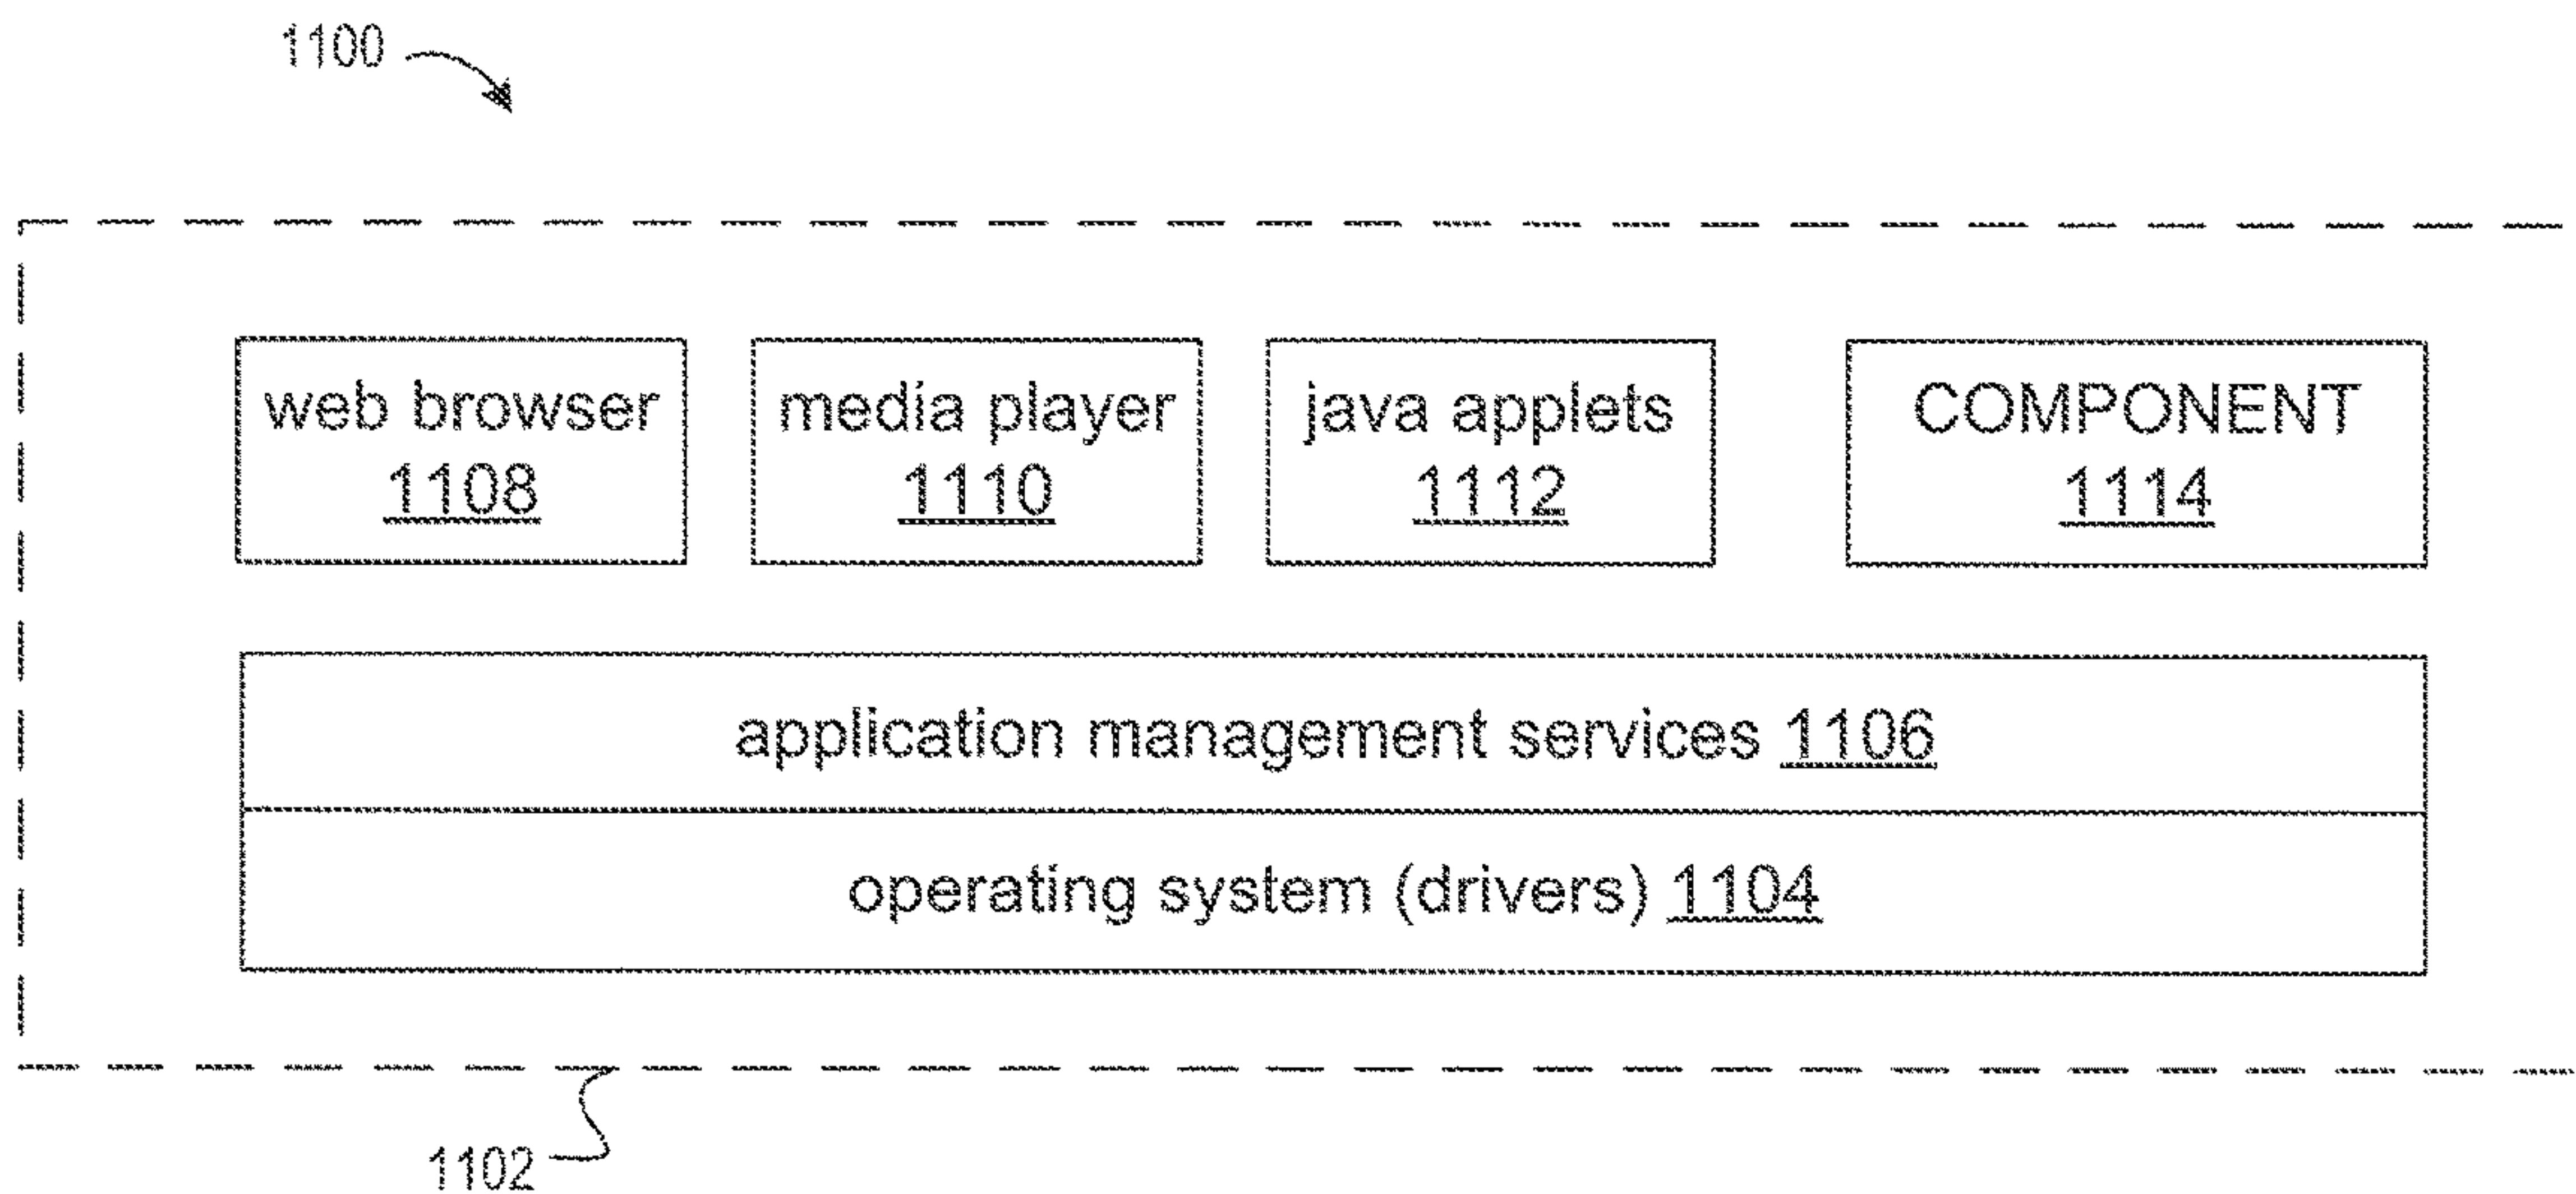 1100
web browser
1108
media player
1110
java applets
1112
COMPONENT
1114
application management services 1106
operating system (drivers) 1104
1102